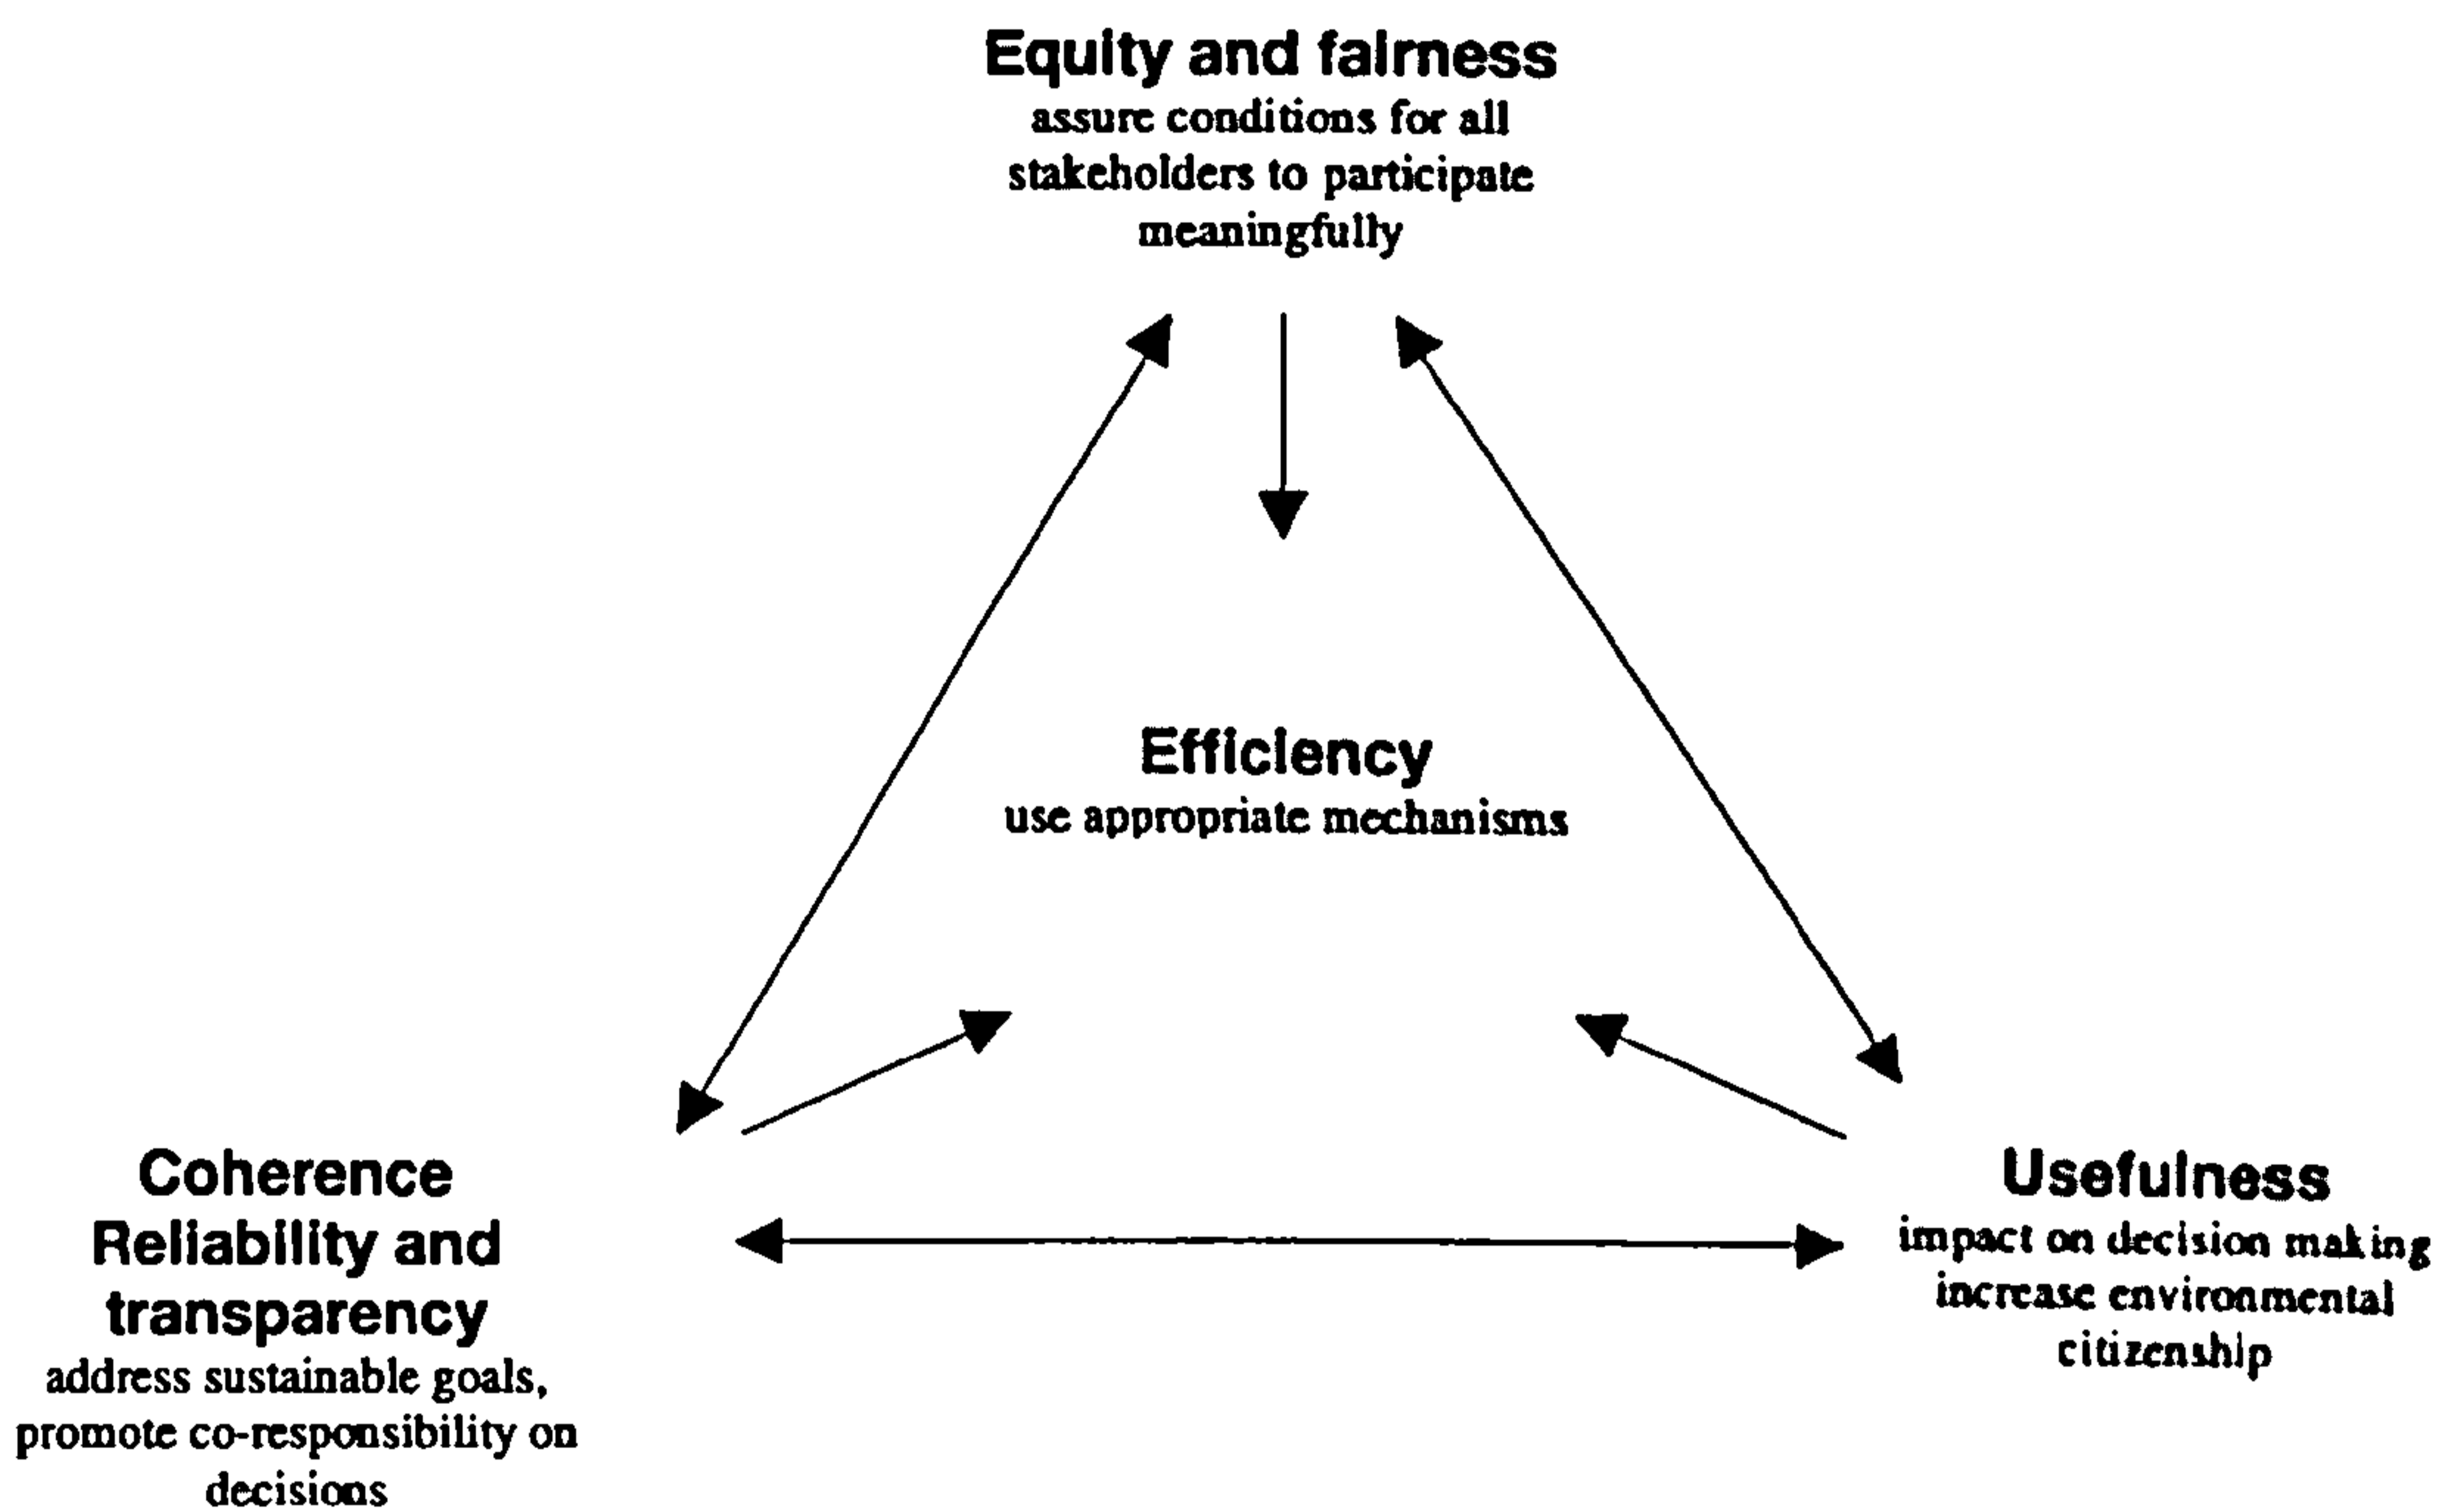 Equity and fairness
assure conditions for all
stakeholders to participate
meaningfully
Efficiency
use appropriate mechanisms
Coherence
Reliability and
transparency
address sustainable goals,
promote co-responsibility on
decisions
Usefulness
impact on decision making
increase environmental
citizenship